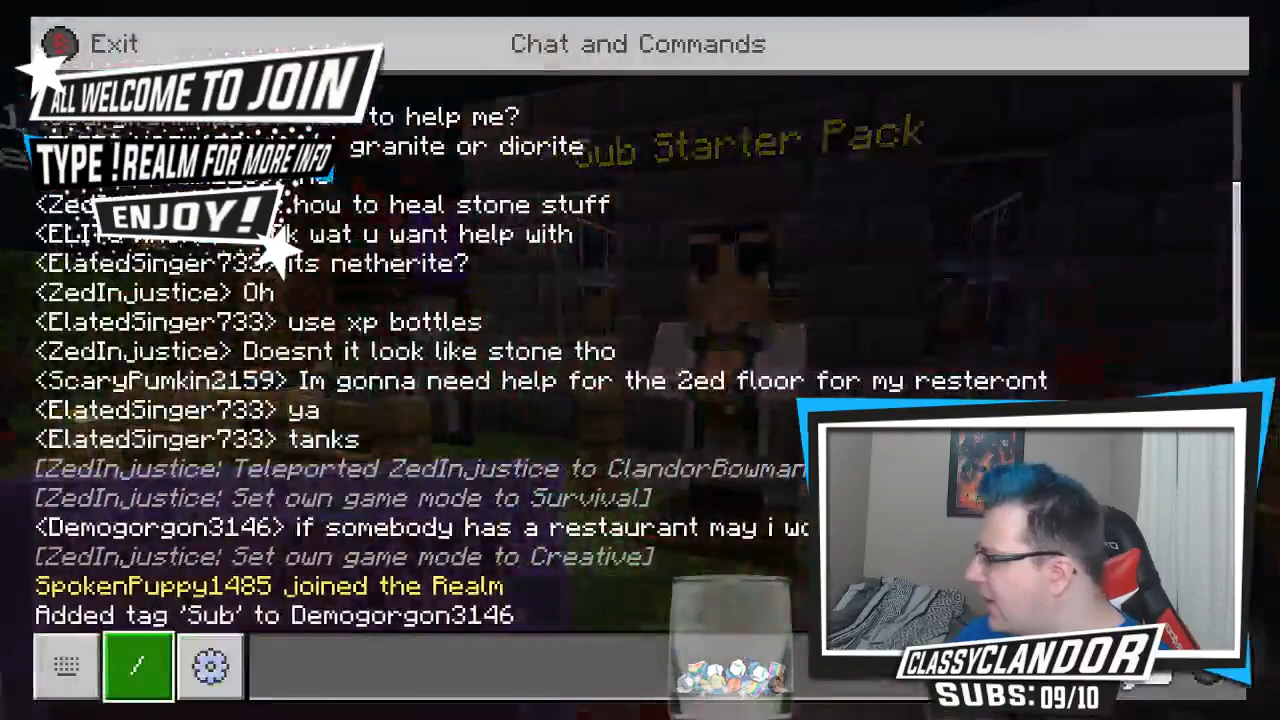 Exit
Chat and Commands
ALL WELCOME TO JOIN
to help me?
TYPE !REALM FOR MORE INFO
granite or diorite
Sub Starter Pack
ENJOY!
<Zed how to heal stone stuff
k wat u want help with
<ElatedSinger733> its netherite?
<ZedInjustice> Oh
<ElatedSinger733> use xp bottles
<ZedInjustice> Doesnt it look like stone tho
<ScaryPumkin2159> Im gonna need help for the 2ed floor for my resteront
<ElatedSinger733> ya
<ElatedSinger733> tanks
[ZedInjustice: Teleported ZedInjustice to ClandorBowman
[ZedInjustice: Set own game mode to Survival]
<Demogorgon3146> if somebody has a restaurant may i wo
[ZedInjustice: Set own game mode to Creative]
SpokenPuppy1485 joined the Realm
Added tag 'Sub' to Demogorgon3146
/
CLASSYCLANDOR
SUBS: 09/10